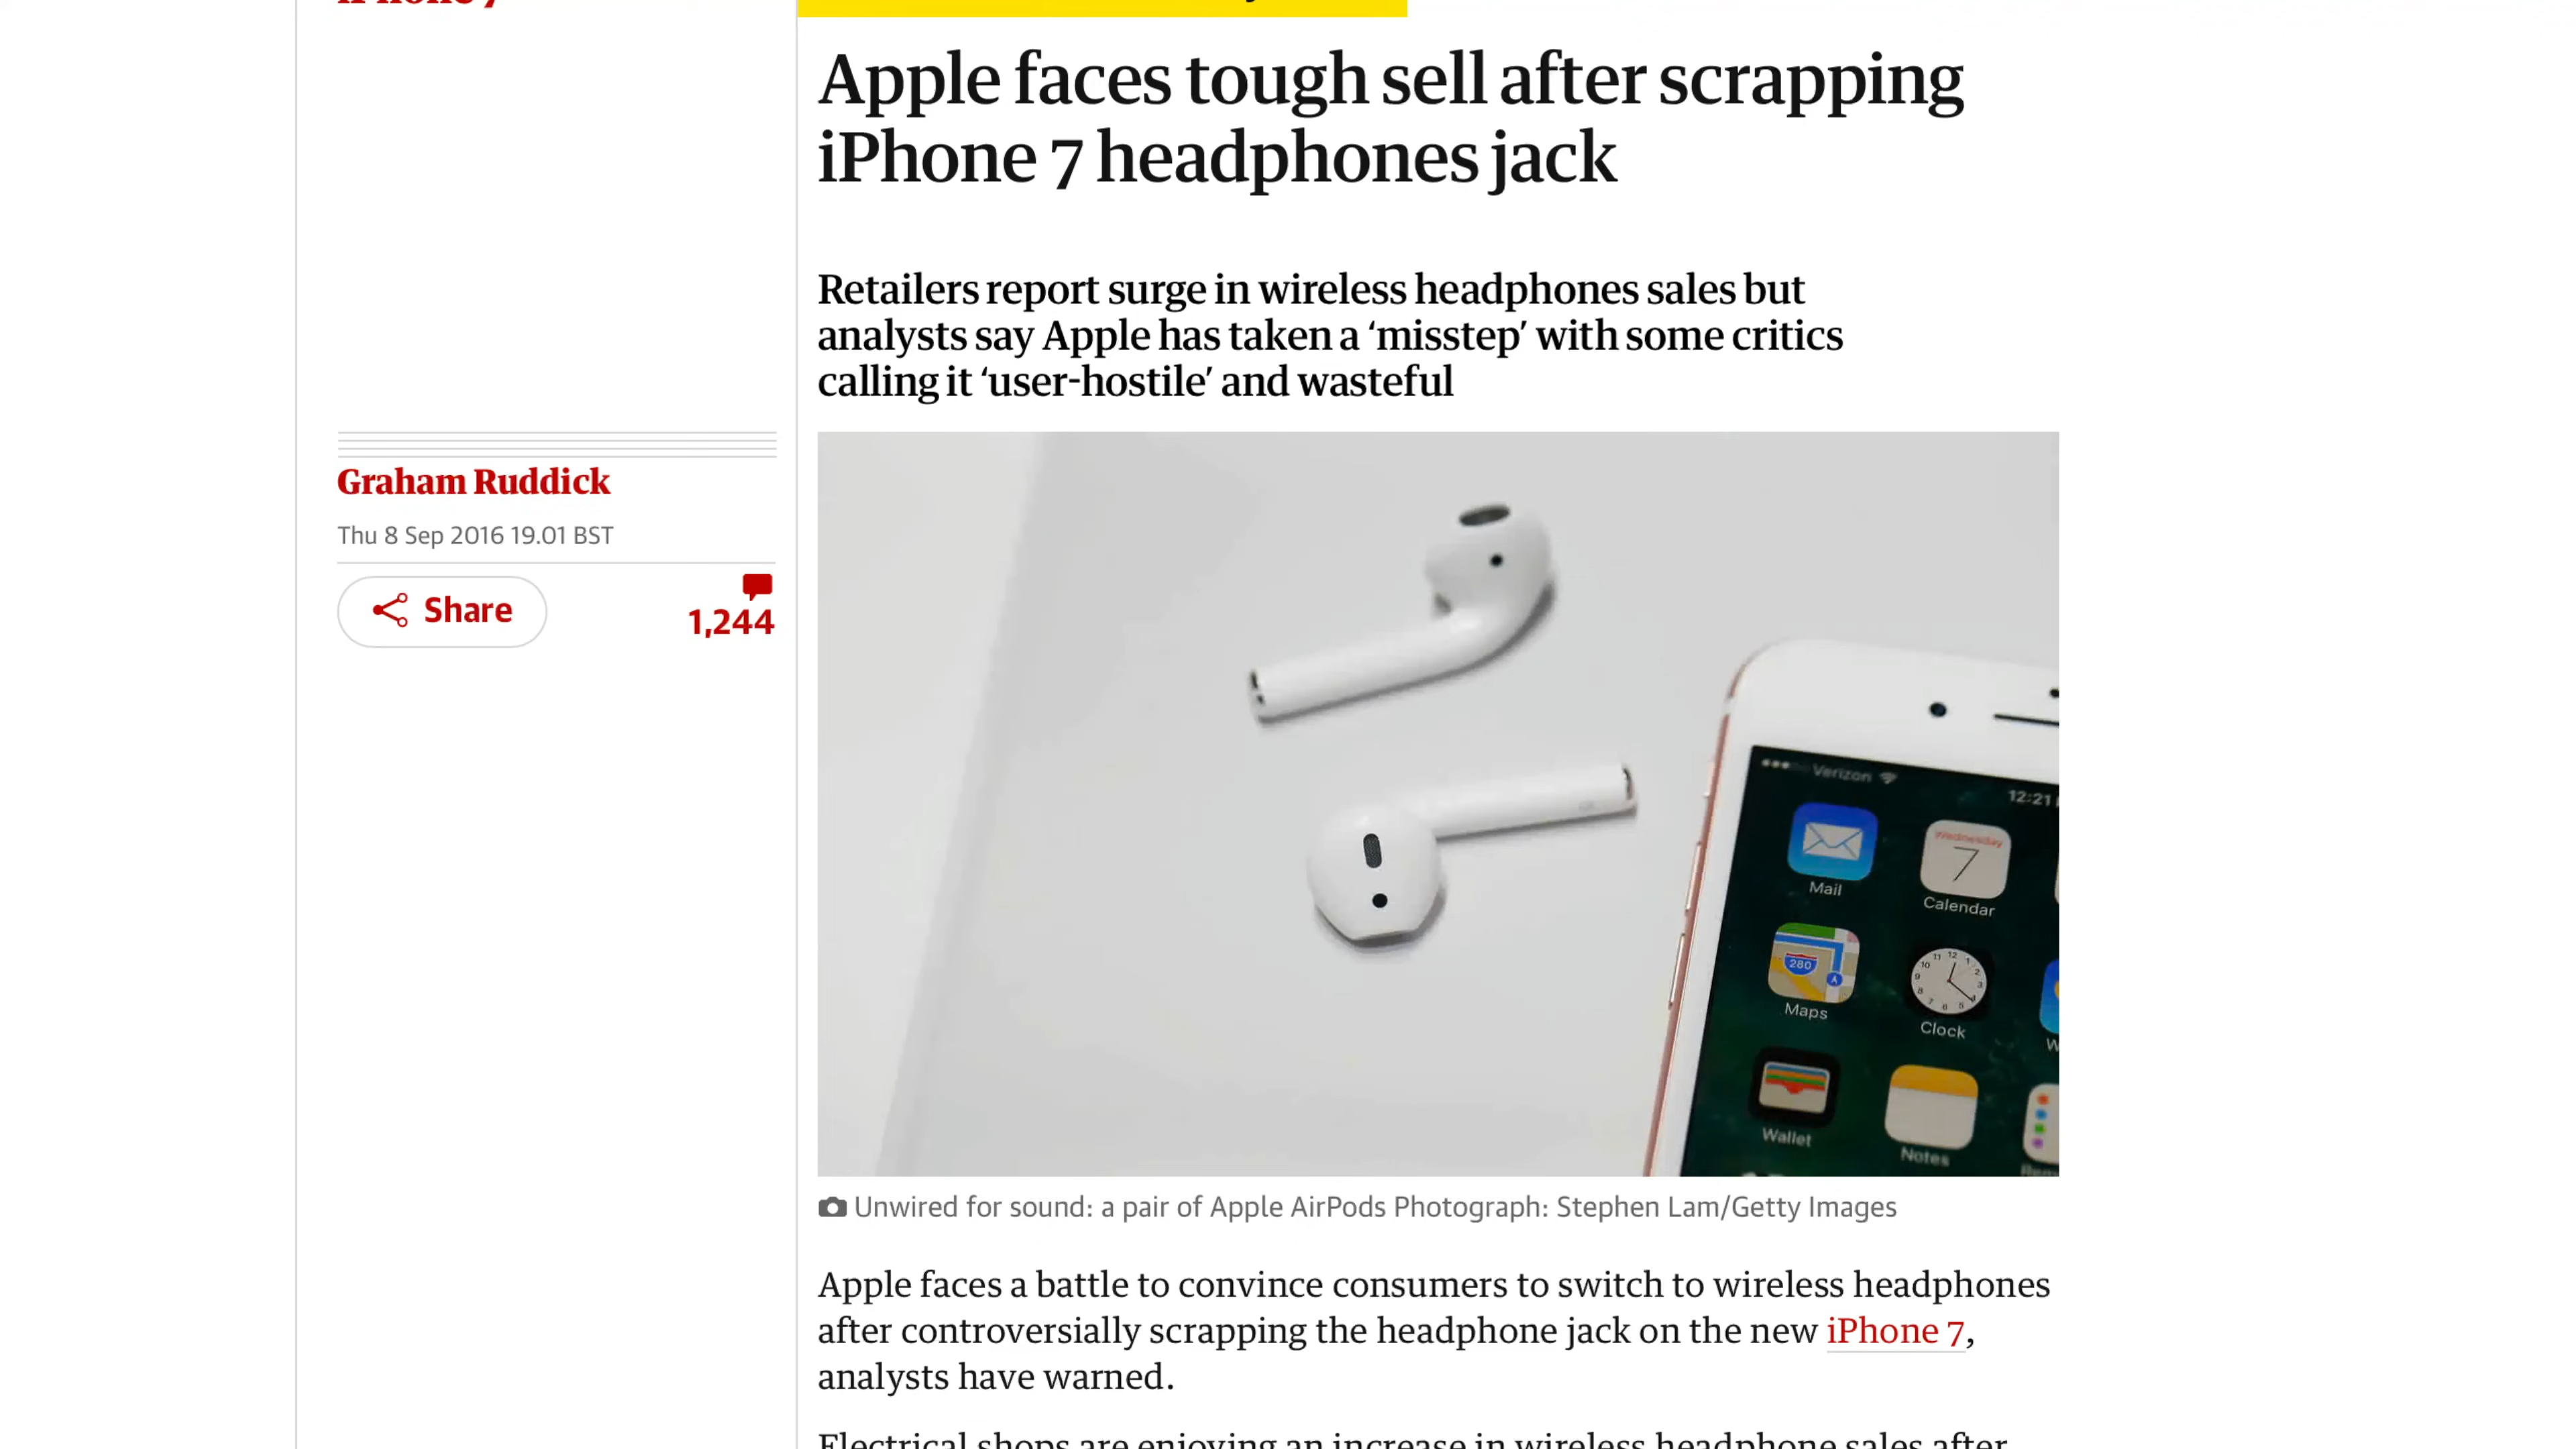 iPhone 7
Apple faces tough sell after scrapping
iPhone 7 headphones jack
Retailers report surge in wireless headphones sales but
analysts say Apple has taken a ‘misstep’ with some critics
calling it ‘user-hostile’ and wasteful
Graham Ruddick
Thu 8 Sep 2016 19.01 BST
Share
1,244
Verizon
12:21
Mail
Wednesday
7
Calendar
280
Maps
Clock
Wallet
Notes
Unwired for sound: a pair of Apple AirPods Photograph: Stephen Lam/Getty Images
Apple faces a battle to convince consumers to switch to wireless headphones
after controversially scrapping the headphone jack on the new iPhone 7,
analysts have warned.
Electrical shops are enjoying an increase in wireless headphone sales after